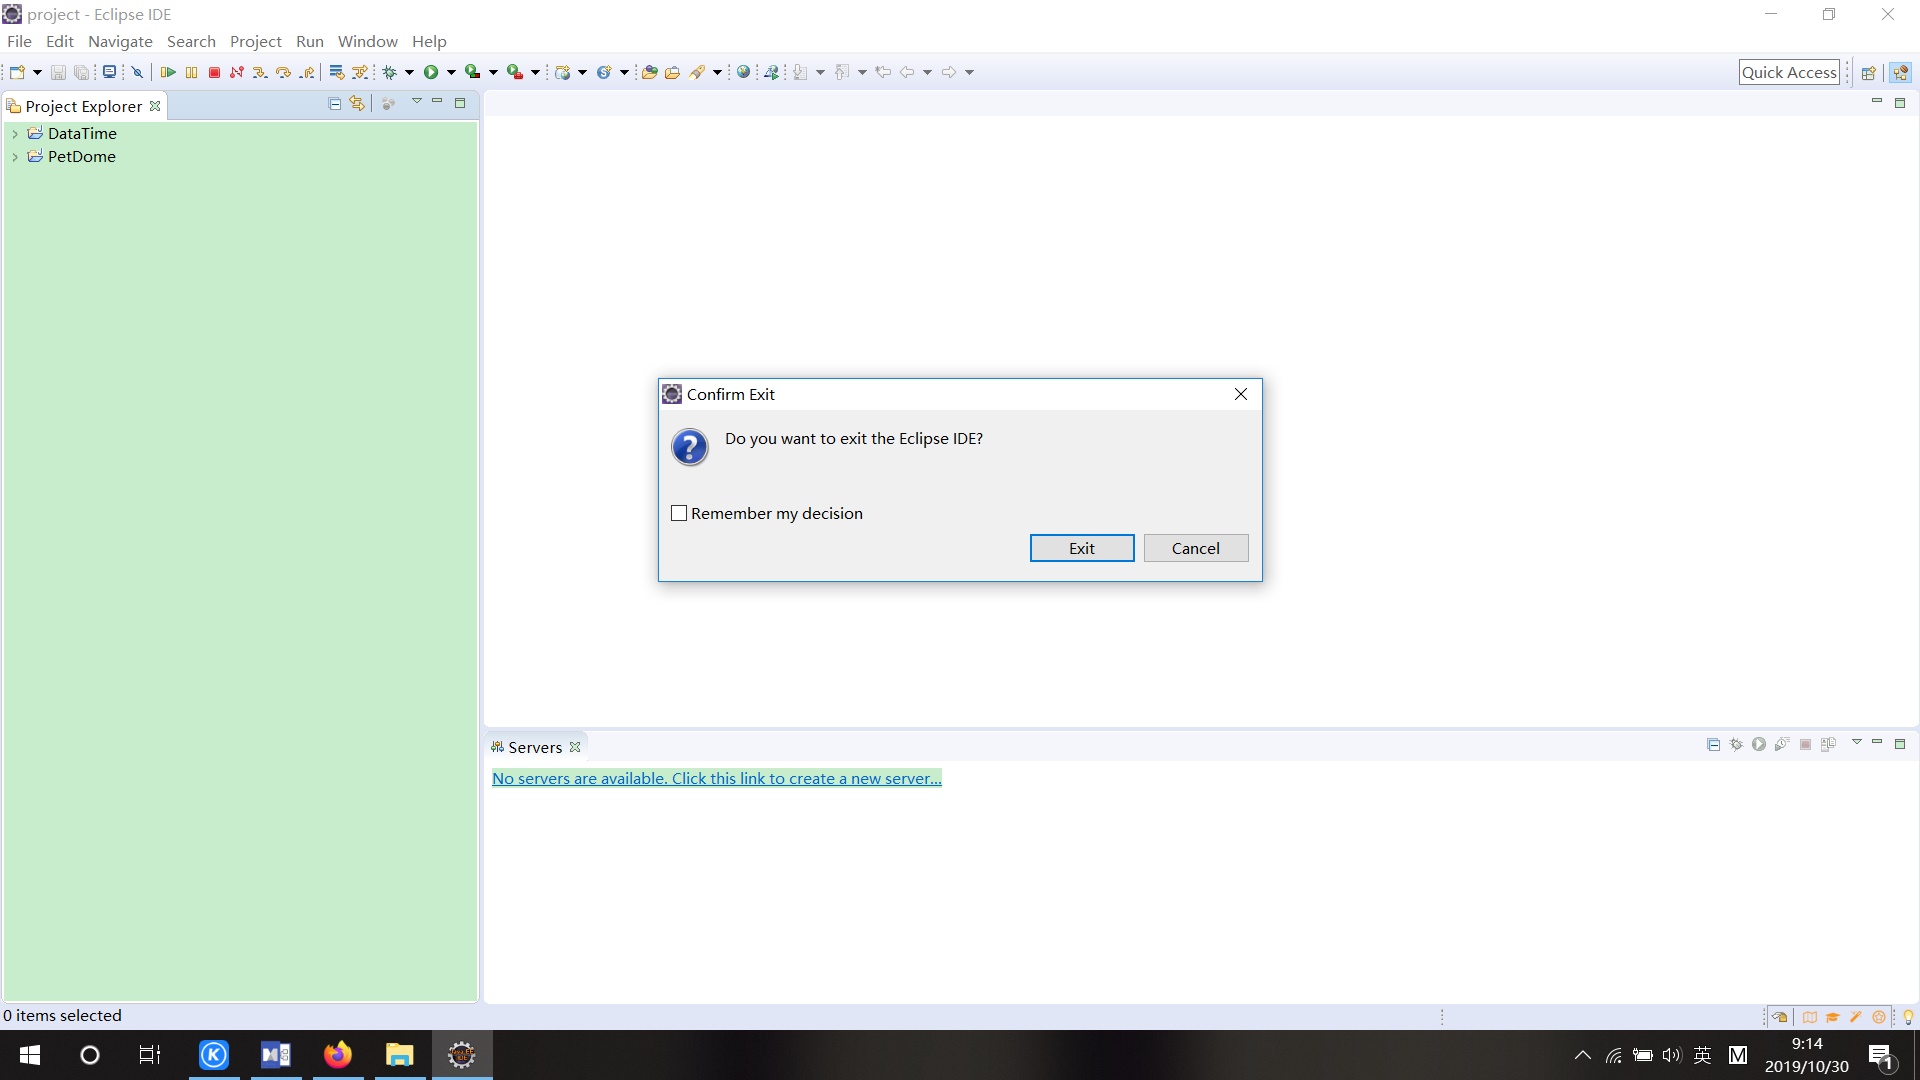 project - Eclipse IDE
File Edit Navigate Search Project Run Window Help
Quick Access
Project Explorer
DataTime
PetDome
Confirm Exit
Do you want to exit the Eclipse IDE?
Remember my decision
Exit Cancel
Servers
No servers are available. Click this link to create a new server...
0 items selected
英 M
9:14
2019/10/30
1